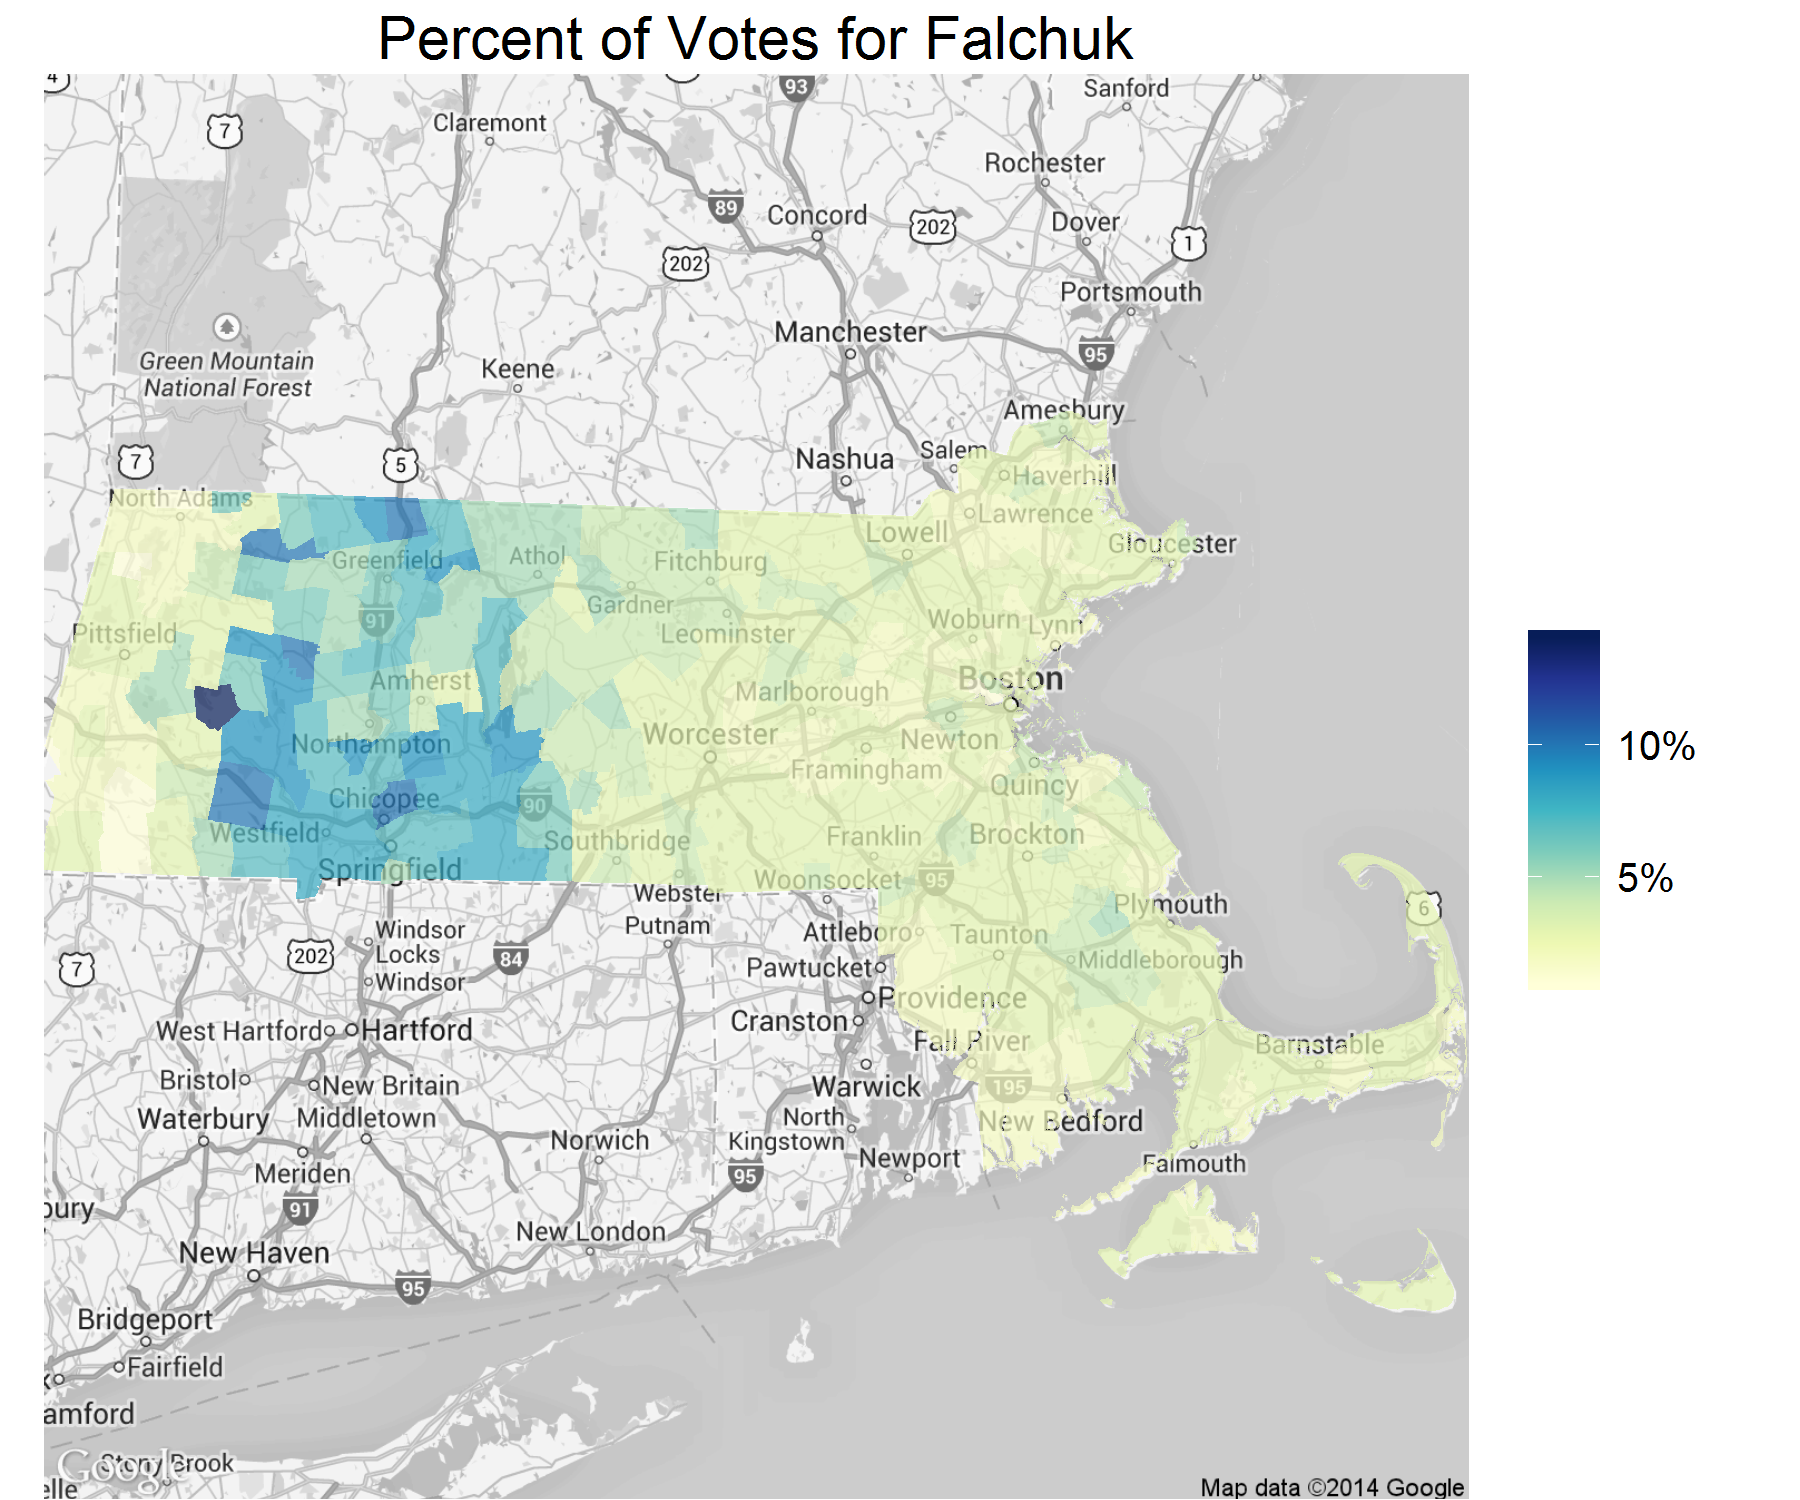 Percent of Votes for Falchuk
4
93
Sanford
7
Claremont
Rochester
89
Concord
202
Dover
1
202
Portsmouth
Manchester
95
Green Mountain
National Forest
Keene
Amesbury
7
5
Nashua
Salem
Haverhill
North Adams
Lawrence
Lowell
Gloucester
Greenfield
Athol
Fitchburg
Gardner
91
Woburn
Lynn
Pittsfield
Leominster
Amherst
Marlborough
Boston
Northampton
Worcester
Newton
10%
Framingham
Quincy
Chicopee
90
Westfield
Southbridge
Franklin
Brockton
Springfield
Woonsocket
95
5%
Webster
Plymouth
6
Windsor
Locks
Putnam
Attleboro
Taunton
202
84
7
Pawtucket
Middleborough
Windsor
Providence
West Hartford
Hartford
Cranston
Fall River
Barnstable
Bristol
New Britain
Warwick
195
Waterbury
Middletown
North
Kingstown
New Bedford
Norwich
Newport
Falmouth
Meriden
95
bury
91
New London
New Haven
95
Bridgeport
Fairfield
k
amford
Google
Stony Brook
elle
Map data ©2014 Google